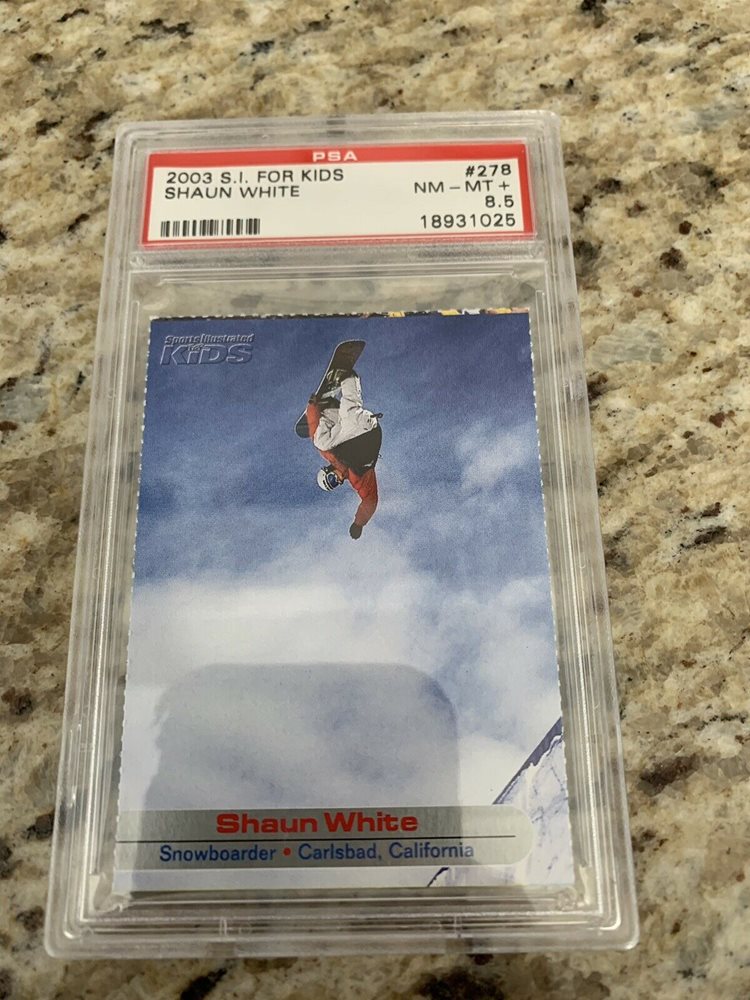 PSA
2003 S.I. FOR KIDS #278
SHAUN WHITE NM-MT+
8.5
18931025
Sports Illustrated
for
KIDS
Shaun White
Snowboarder • Carlsbad, California